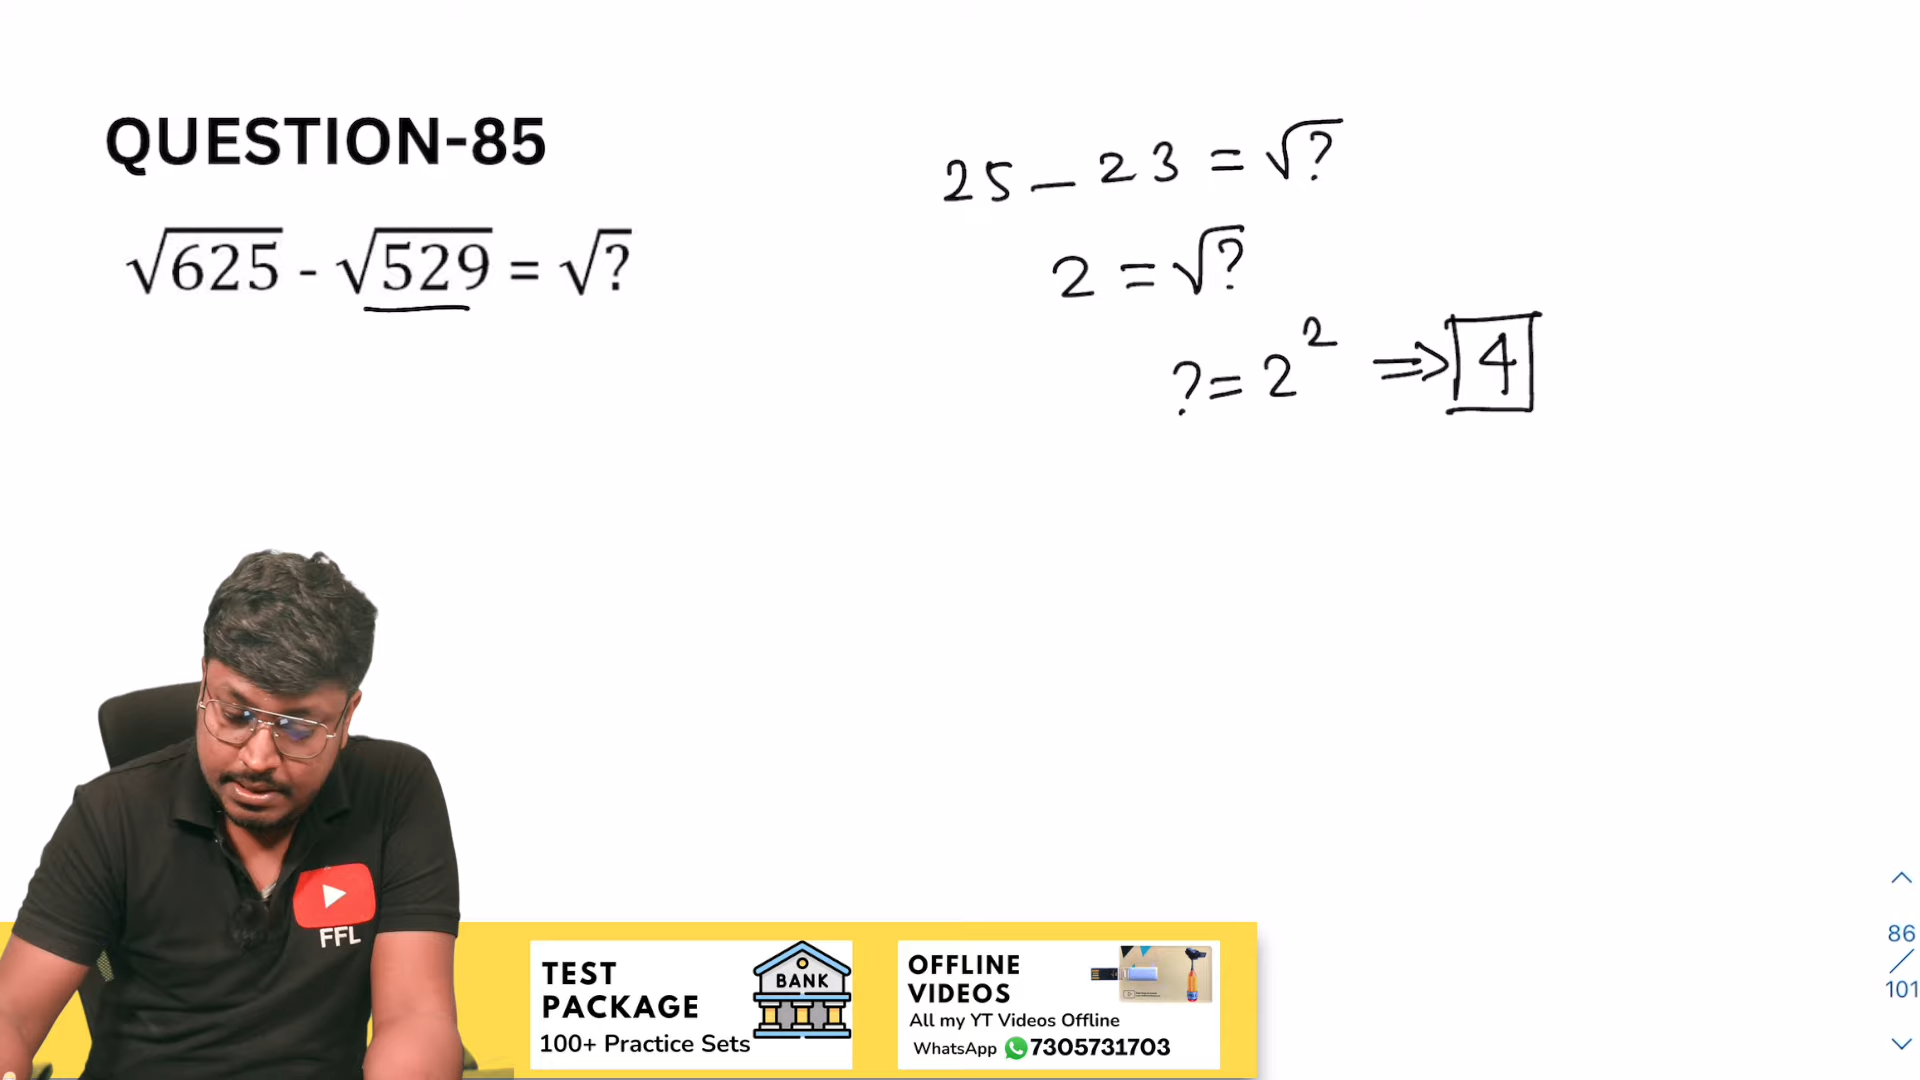 QUESTION-85
√625 - √529 = √?
25 – 23 = √?
2 = √?
? = 2² ⇒ 4
FFL
TEST
PACKAGE
100+ Practice Sets
BANK
OFFLINE
VIDEOS
All my YT Videos Offline
WhatsApp 7305731703
86
/
101